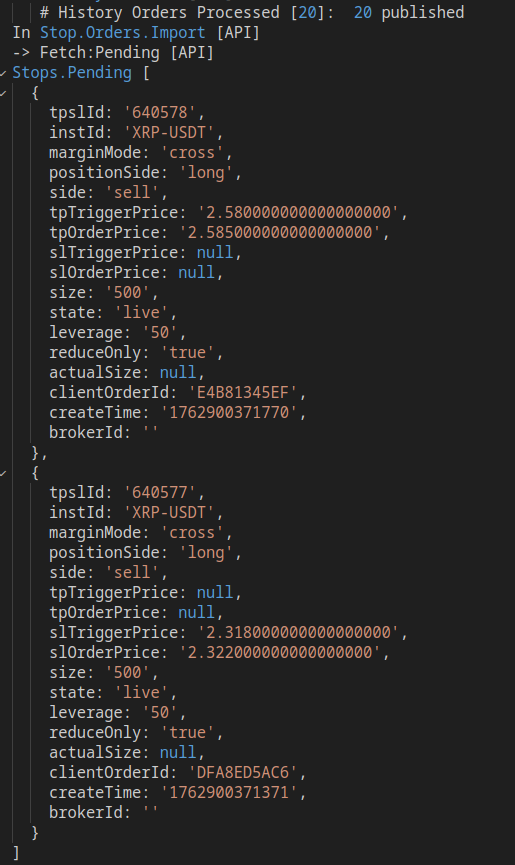 # History Orders Processed [20]:  20 published
In Stop.Orders.Import [API]
-> Fetch:Pending [API]
Stops.Pending [
  {
    tpslId: '640578',
    instId: 'XRP-USDT',
    marginMode: 'cross',
    positionSide: 'long',
    side: 'sell',
    tpTriggerPrice: '2.580000000000000000',
    tpOrderPrice: '2.585000000000000000',
    slTriggerPrice: null,
    slOrderPrice: null,
    size: '500',
    state: 'live',
    leverage: '50',
    reduceOnly: 'true',
    actualSize: null,
    clientOrderId: 'E4B81345EF',
    createTime: '1762900371770',
    brokerId: ''
  },
  {
    tpslId: '640577',
    instId: 'XRP-USDT',
    marginMode: 'cross',
    positionSide: 'long',
    side: 'sell',
    tpTriggerPrice: null,
    tpOrderPrice: null,
    slTriggerPrice: '2.318000000000000000',
    slOrderPrice: '2.322000000000000000',
    size: '500',
    state: 'live',
    leverage: '50',
    reduceOnly: 'true',
    actualSize: null,
    clientOrderId: 'DFA8ED5AC6',
    createTime: '1762900371371',
    brokerId: ''
  }
]